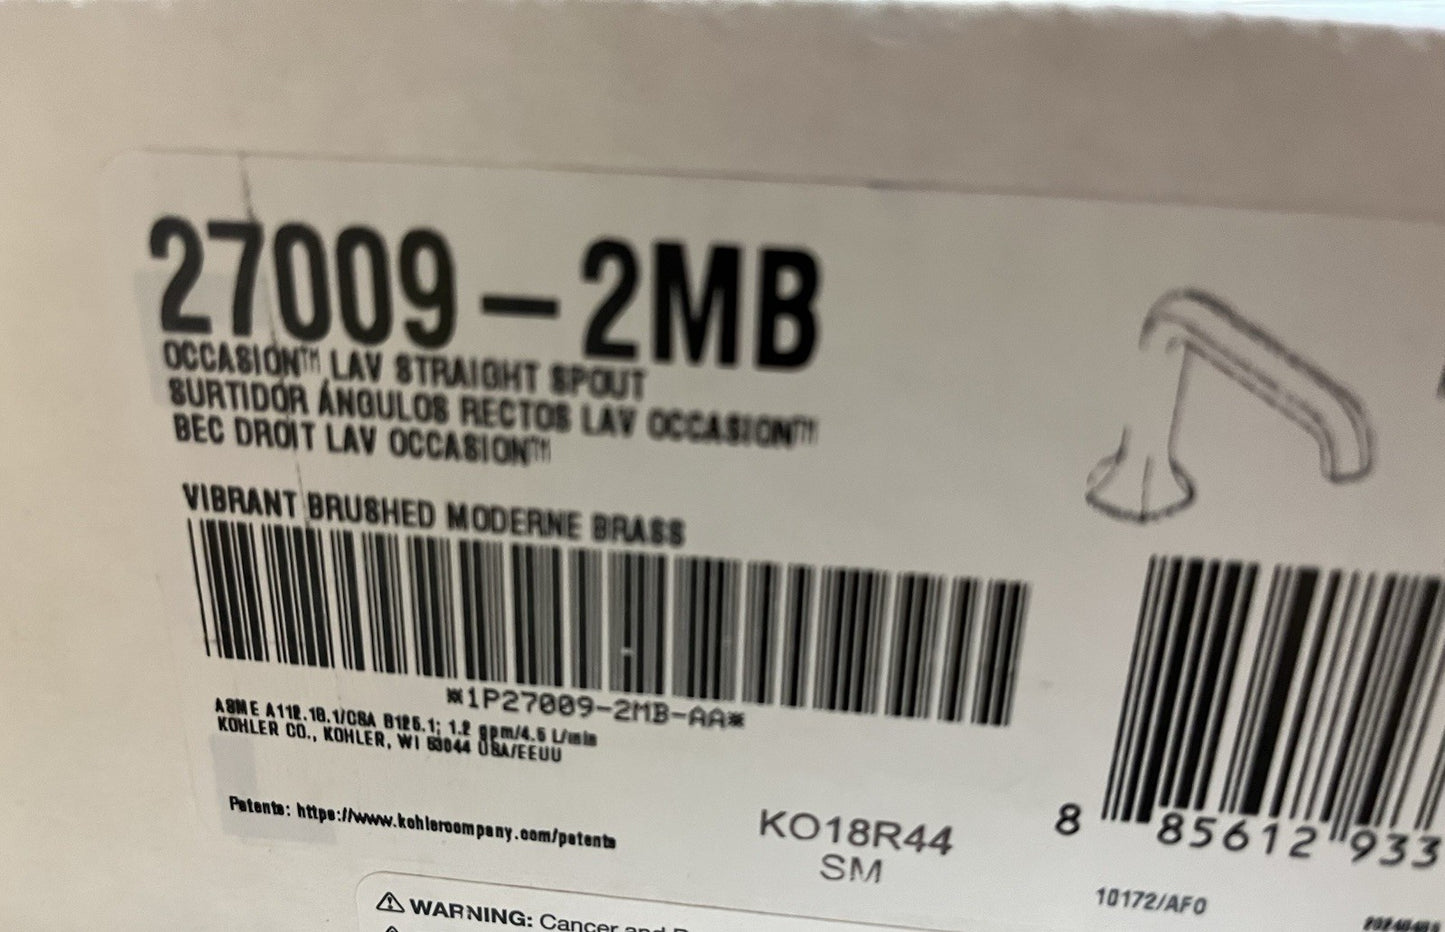 27009-2MB
OCCASION™ LAV STRAIGHT SPOUT
SURTIDOR ÁNGULOS RECTOS LAV OCCASION™
BEC DROIT LAV OCCASION™
VIBRANT BRUSHED MODERNE BRASS
*1P27009-2MB-AA*
ASME A112.18.1/CSA B125.1; 1.2 gpm/4.5 L/min
KOHLER CO., KOHLER, WI 53044 USA/EEUU
Patents: https://www.kohlercompany.com/patents
KO18R44
SM
8 85612 933
10172/AF0
WARNING: Cancer and